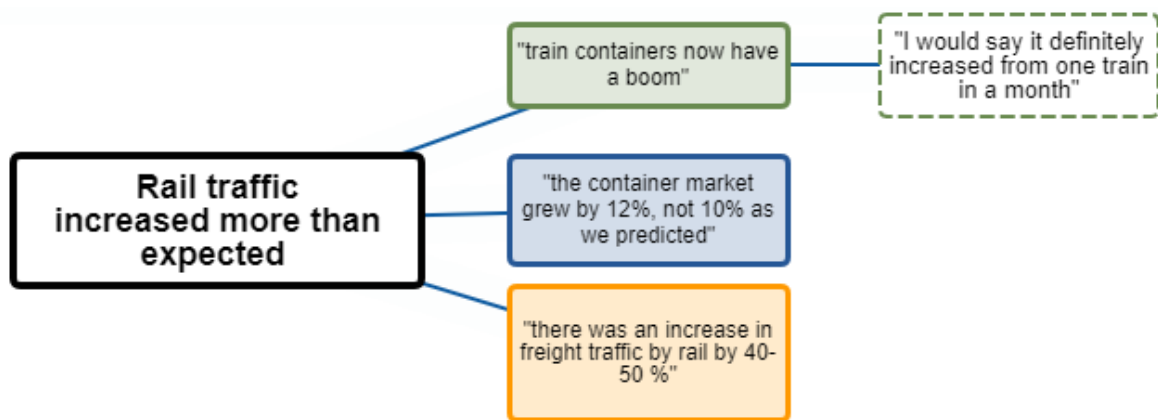 "train containers now have
a boom"
"I would say it definitely
increased from one train
in a month"
Rail traffic
increased more than
expected
"the container market
grew by 12%, not 10% as
we predicted"
"there was an increase in
freight traffic by rail by 40-
50 %"